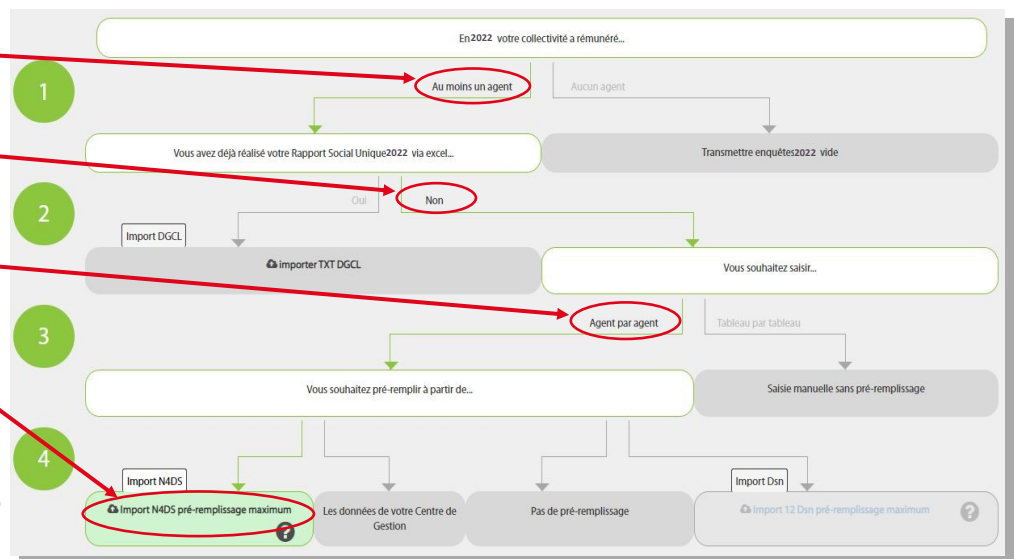 En 2022 votre collectivité a rémunéré...
1
Au moins un agent
Aucun agent
Vous avez déjà réalisé votre Rapport Social Unique2022 via excel...
Transmettre enquêtes2022 vide
2
Oui
Non
Import DGCL
importer TXT DGCL
Vous souhaitez saisir...
3
Agent par agent
Tableau par tableau
Vous souhaitez pré-remplir à partir de...
Saisie manuelle sans pré-remplissage
4
Import N4DS
Import Dsn
Import N4DS pré-remplissage maximum
?
Les données de votre Centre de
Gestion
Pas de pré-remplissage
Import 12 Dsn pré-remplissage maximum
?